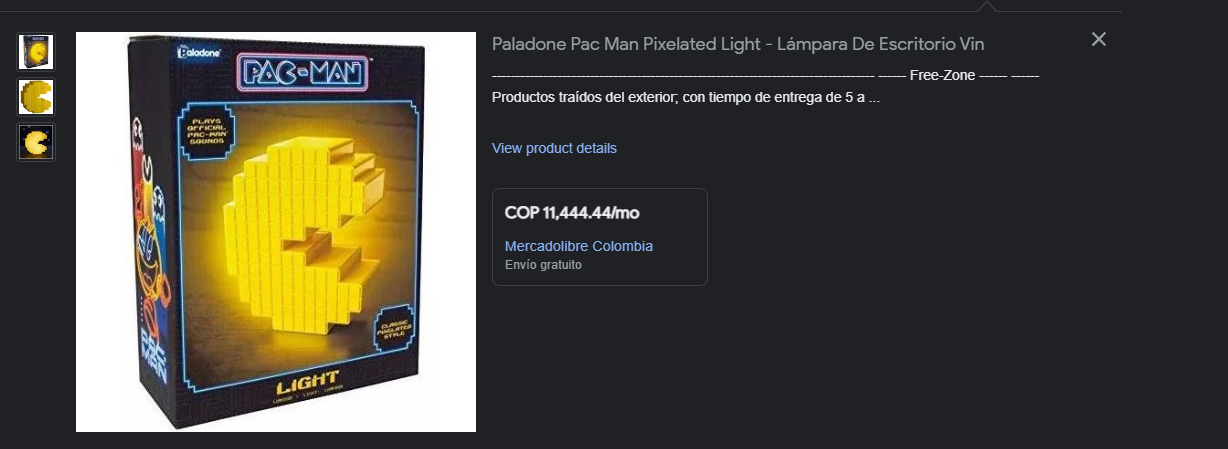 Paladone Pac Man Pixelated Light - Lámpara De Escritorio Vin
-------------------------------------------------------------------------------- ------ Free-Zone ------ ------
Productos traídos del exterior; con tiempo de entrega de 5 a ...
View product details
COP 11,444.44/mo
Mercadolibre Colombia
Envío gratuito
Paladone
PAC-MAN
PLAYS
OFFICIAL
PAC-MAN
SOUNDS
CLASSIC
PIXELATED
STYLE
LIGHT
PAC
MAN